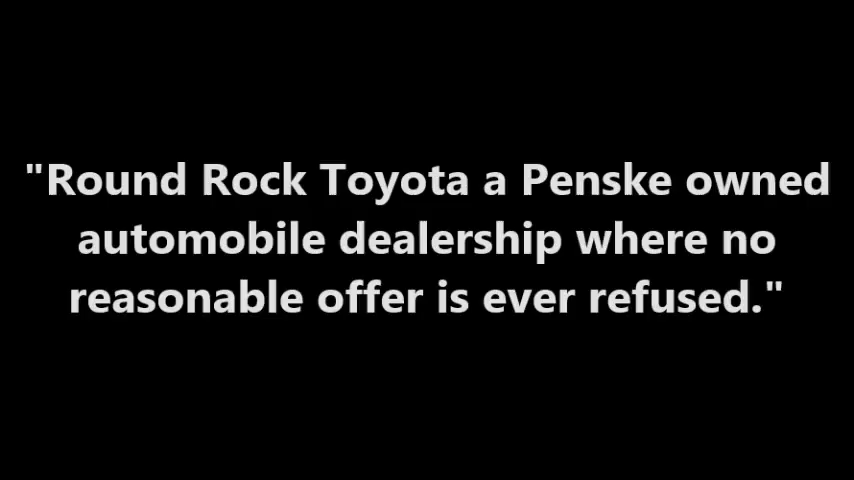 "Round Rock Toyota a Penske owned
automobile dealership where no
reasonable offer is ever refused."